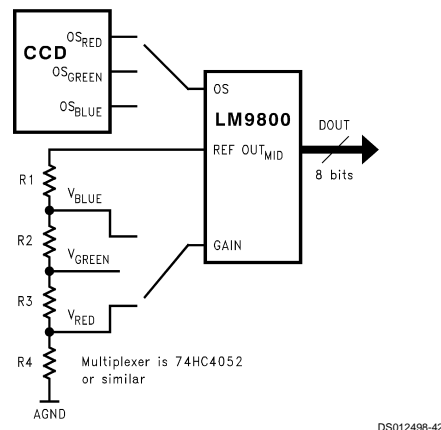 CCD
OSRED
OSGREEN
OSBLUE
OS
LM9800
REF OUTMID
GAIN
DOUT
8 bits
R1
VBLUE
R2
VGREEN
R3
VRED
R4
Multiplexer is 74HC4052
or similar
AGND
DS012498-42